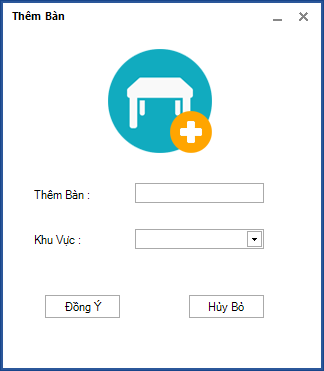 Thêm Bàn
Thêm Bàn :
Khu Vực :
Đồng Ý
Hủy Bỏ